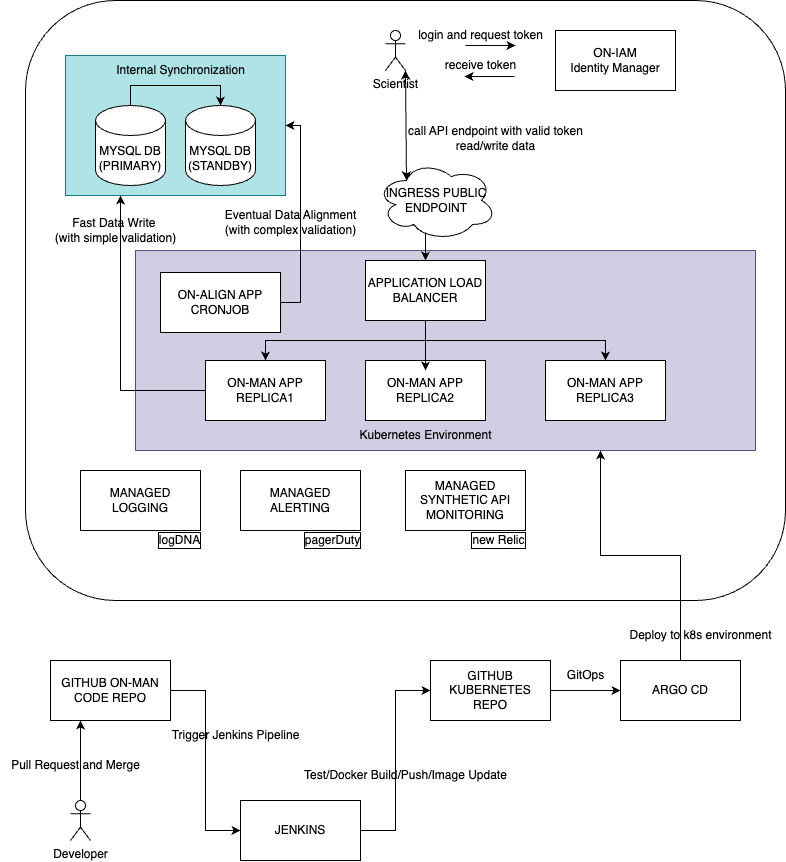 login and request token
receive token
ON-IAM
Identity Manager
Scientist
Internal Synchronization
MYSQL DB
(PRIMARY)
MYSQL DB
(STANDBY)
call API endpoint with valid token
read/write data
INGRESS PUBLIC
ENDPOINT
Fast Data Write
(with simple validation)
Eventual Data Alignment
(with complex validation)
ON-ALIGN APP
CRONJOB
APPLICATION LOAD
BALANCER
ON-MAN APP
REPLICA1
ON-MAN APP
REPLICA2
ON-MAN APP
REPLICA3
Kubernetes Environment
MANAGED
LOGGING
logDNA
MANAGED
ALERTING
pagerDuty
MANAGED
SYNTHETIC API
MONITORING
new Relic
Deploy to k8s environment
GITHUB ON-MAN
CODE REPO
GITHUB
KUBERNETES
REPO
GitOps
ARGO CD
Trigger Jenkins Pipeline
Pull Request and Merge
Test/Docker Build/Push/Image Update
JENKINS
Developer